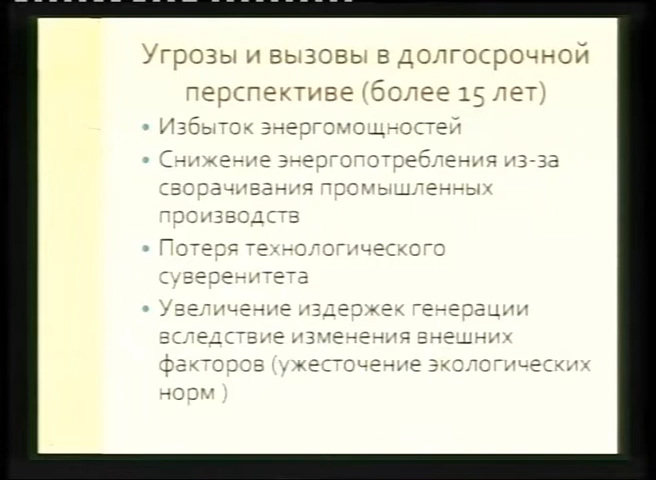 Угрозы и вызовы в долгосрочной
перспективе (более 15 лет)
• Избыток энергомощностей
• Снижение энергопотребления из-за
сворачивания промышленных
производств
• Потеря технологического
суверенитета
• Увеличение издержек генерации
вследствие изменения внешних
факторов (ужесточение экологических
норм )